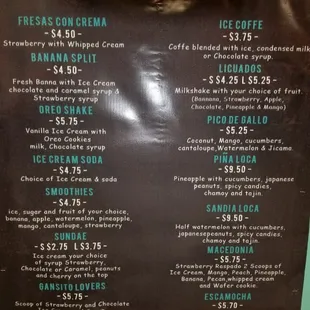 FRESAS CON CREMA
- $4.50 -
Strawberry with Whipped Cream
BANANA SPLIT
- $4.50 -
Fresh Banna with Ice Cream
chocolate and caramel syrup &
Strawberry syrup
OREO SHAKE
- $5.75 -
Vanilla Ice Cream with
Oreo Cookies
milk, Chocolate syrup
ICE CREAM SODA
- $4.75 -
Choice of Ice Cream & soda
SMOOTHIES
- $4.75 -
ice, sugar and fruit of your choice,
banana, apple, watermelon, pineapple,
mango, cantaloupe, strawberry
SUNDAE
- S $2.75 L $3.75 -
Ice cream your choice
of syrup Strawberry,
Chocolate or Caramel, peanuts
and cherry on the top
GANSITO LOVERS
- $5.75 -
Scoop of Strawberry and Chocolate
ICE COFFE
- $3.75 -
Coffe blended with ice, condensed milk
or Chocolate syrup.
LICUADOS
- S $4.25 L $5.25 -
Milkshake with your choice of fruit.
(Bannana, Strawberry, Apple,
Chocolate, Pineapple, Mango)
PICO DE GALLO
- $5.25 -
Coconut, Mango, cucumbers,
cantaloupe, Watermelon & Jicama
PIÑA LOCA
- $9.50 -
Pineapple with cucumbers, japanese
peanuts, spicy candies,
chamoy and tajin.
SANDIA LOCA
- $9.50 -
Half watermelon with cucumbers,
japanesepeanuts, spicy candies,
chamoy and tajin.
MACEDONIA
- $5.75 -
Strawberry Raspado 2 Scoops of
Ice Cream, Mango, Peach, Pineapple,
Banana, Pecan, whipped cream
and Wafer cookie.
ESCAMOCHA
- $5.70 -